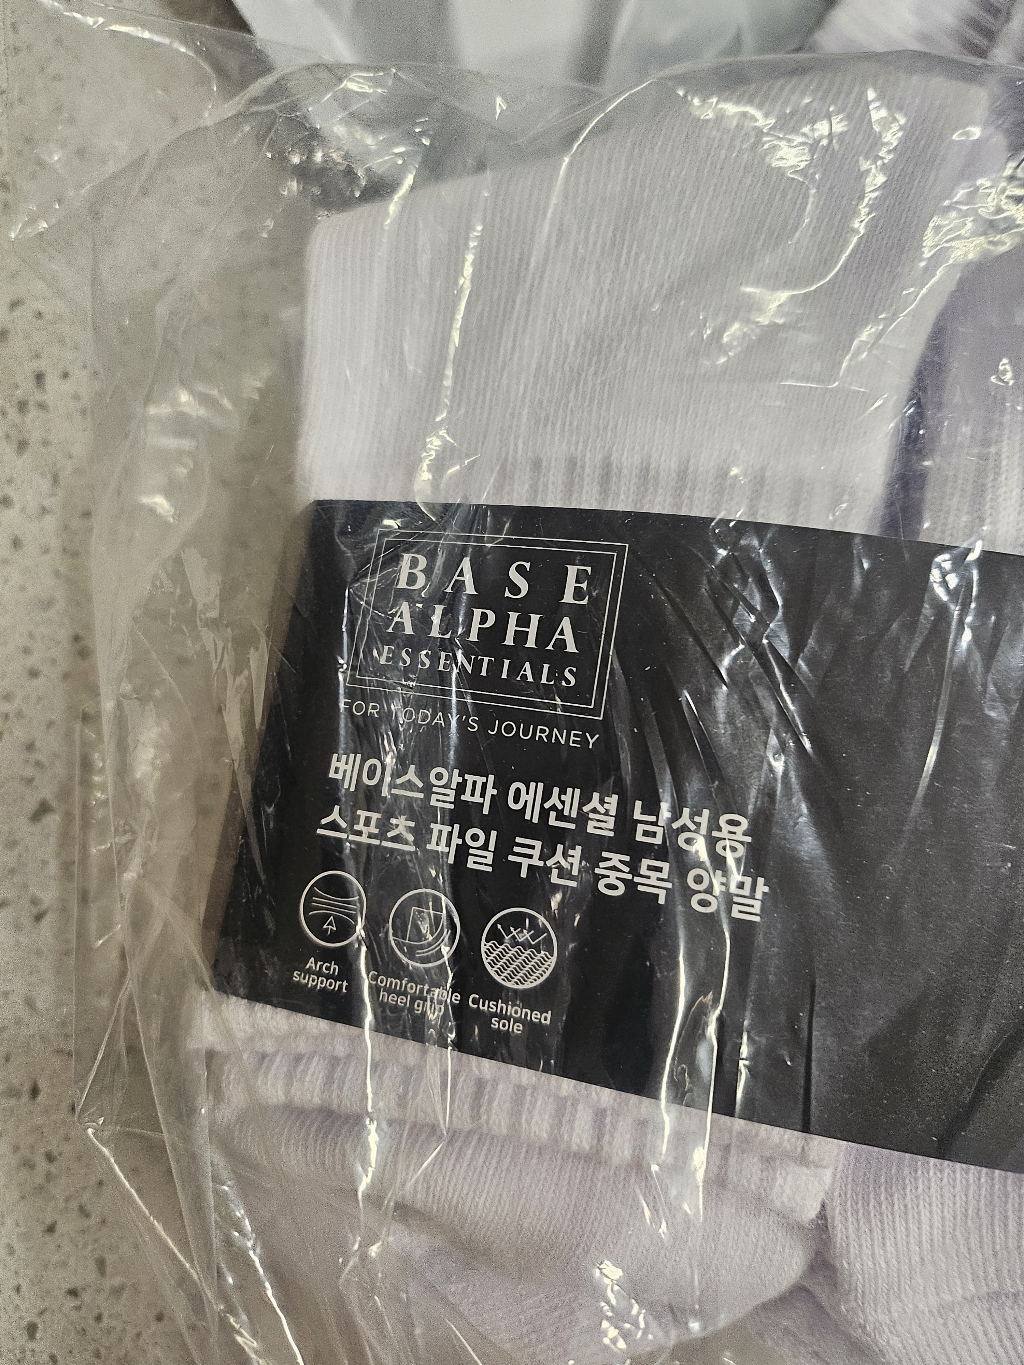 BASE
ALPHA
ESSENTIALS
FOR TODAY'S JOURNEY
베이스알파 에센셜 남성용
스포츠 파일 쿠션 중목 양말
Arch
support
Comfortable
heel grip
Cushioned
sole